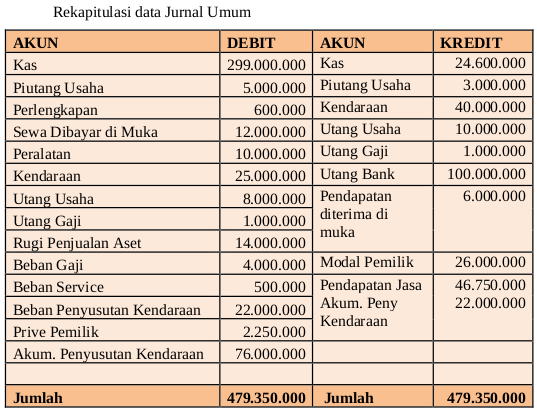 Rekapitulasi data Jurnal Umum
AKUN DEBIT AKUN KREDIT
Kas 299.000.000 Kas 24.600.000
Piutang Usaha 5.000.000 Piutang Usaha 3.000.000
Perlengkapan 600.000 Kendaraan 40.000.000
Sewa Dibayar di Muka 12.000.000 Utang Usaha 10.000.000
Peralatan 10.000.000 Utang Gaji 1.000.000
Kendaraan 25.000.000 Utang Bank 100.000.000
Utang Usaha 8.000.000 Pendapatan 6.000.000
Utang Gaji 1.000.000 diterima di
Rugi Penjualan Aset 14.000.000 muka
Beban Gaji 4.000.000 Modal Pemilik 26.000.000
Beban Service 500.000 Pendapatan Jasa 46.750.000
Beban Penyusutan Kendaraan 22.000.000 Akum. Peny 22.000.000
Prive Pemilik 2.250.000 Kendaraan
Akum. Penyusutan Kendaraan 76.000.000
Jumlah 479.350.000 Jumlah 479.350.000